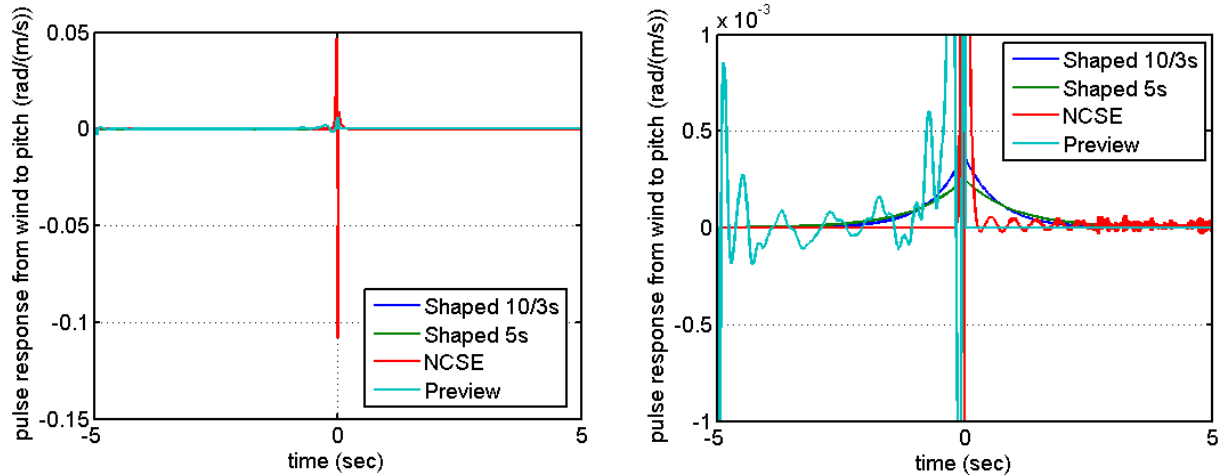 pulse response from wind to pitch (rad/(m/s))
0.05
0
-0.05
-0.1
-0.15
-5
0
5
time (sec)
Shaped 10/3s
Shaped 5s
NCSE
Preview
pulse response from wind to pitch (rad/(m/s))
x 10-3
1
0.5
0
-0.5
-1
-5
0
5
time (sec)
Shaped 10/3s
Shaped 5s
NCSE
Preview